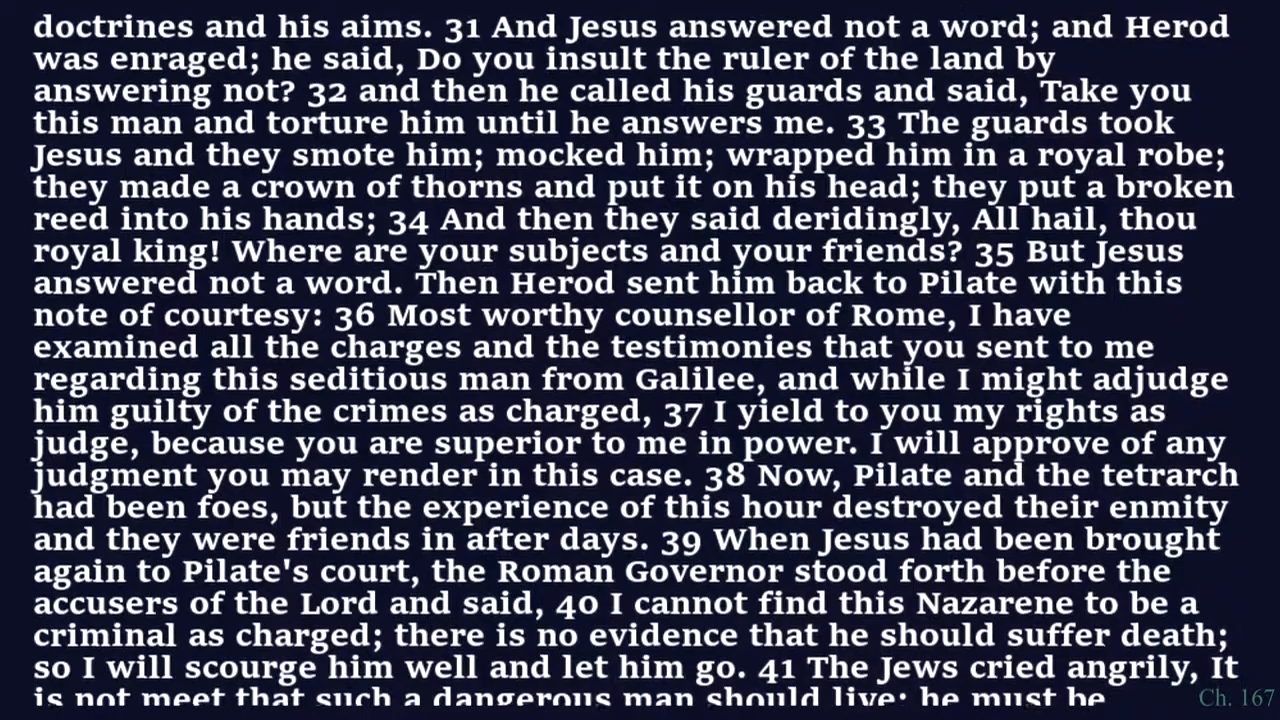 doctrines and his aims. 31 And Jesus answered not a word; and Herod
was enraged; he said, Do you insult the ruler of the land by
answering not? 32 and then he called his guards and said, Take you
this man and torture him until he answers me. 33 The guards took
Jesus and they smote him; mocked him; wrapped him in a royal robe;
they made a crown of thorns and put it on his head; they put a broken
reed into his hands; 34 And then they said deridingly, All hail, thou
royal king! Where are your subjects and your friends? 35 But Jesus
answered not a word. Then Herod sent him back to Pilate with this
note of courtesy: 36 Most worthy counsellor of Rome, I have
examined all the charges and the testimonies that you sent to me
regarding this seditious man from Galilee, and while I might adjudge
him guilty of the crimes as charged, 37 I yield to you my rights as
judge, because you are superior to me in power. I will approve of any
judgment you may render in this case. 38 Now, Pilate and the tetrarch
had been foes, but the experience of this hour destroyed their enmity
and they were friends in after days. 39 When Jesus had been brought
again to Pilate's court, the Roman Governor stood forth before the
accusers of the Lord and said, 40 I cannot find this Nazarene to be a
criminal as charged; there is no evidence that he should suffer death;
so I will scourge him well and let him go. 41 The Jews cried angrily, It
is not meet that such a dangerous man should live; he must be
Ch. 167